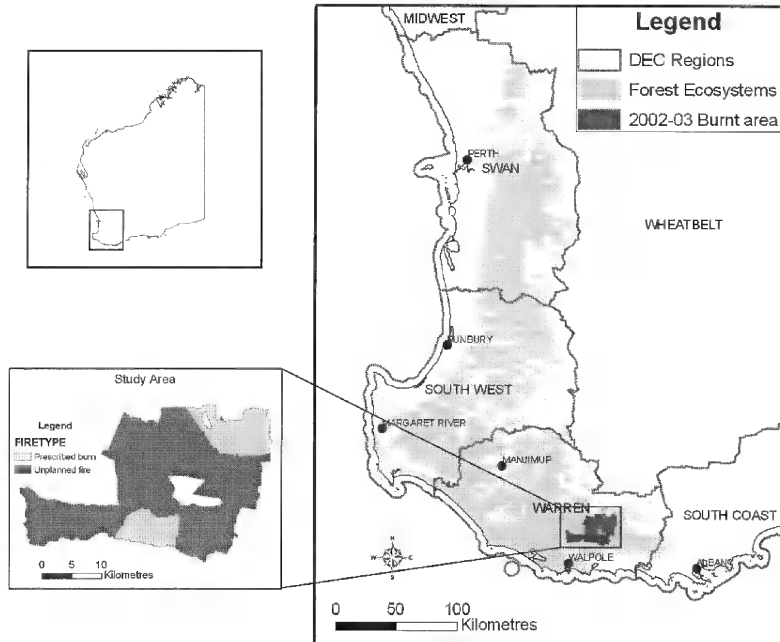 MIDWEST
Legend
DEC Regions
Forest Ecosystems
2002-03 Burnt area
PERTH
SWAN
WHEATBELT
BUNBURY
SOUTH WEST
MARGARET RIVER
MANJIMUP
WARREN
SOUTH COAST
WALPOLE
ALBANY
N
W E
S
0 50 100
Kilometres
Study Area
Legend
FIRETYPE
Prescribed burn
Unplanned fire
0 5 10
Kilometres